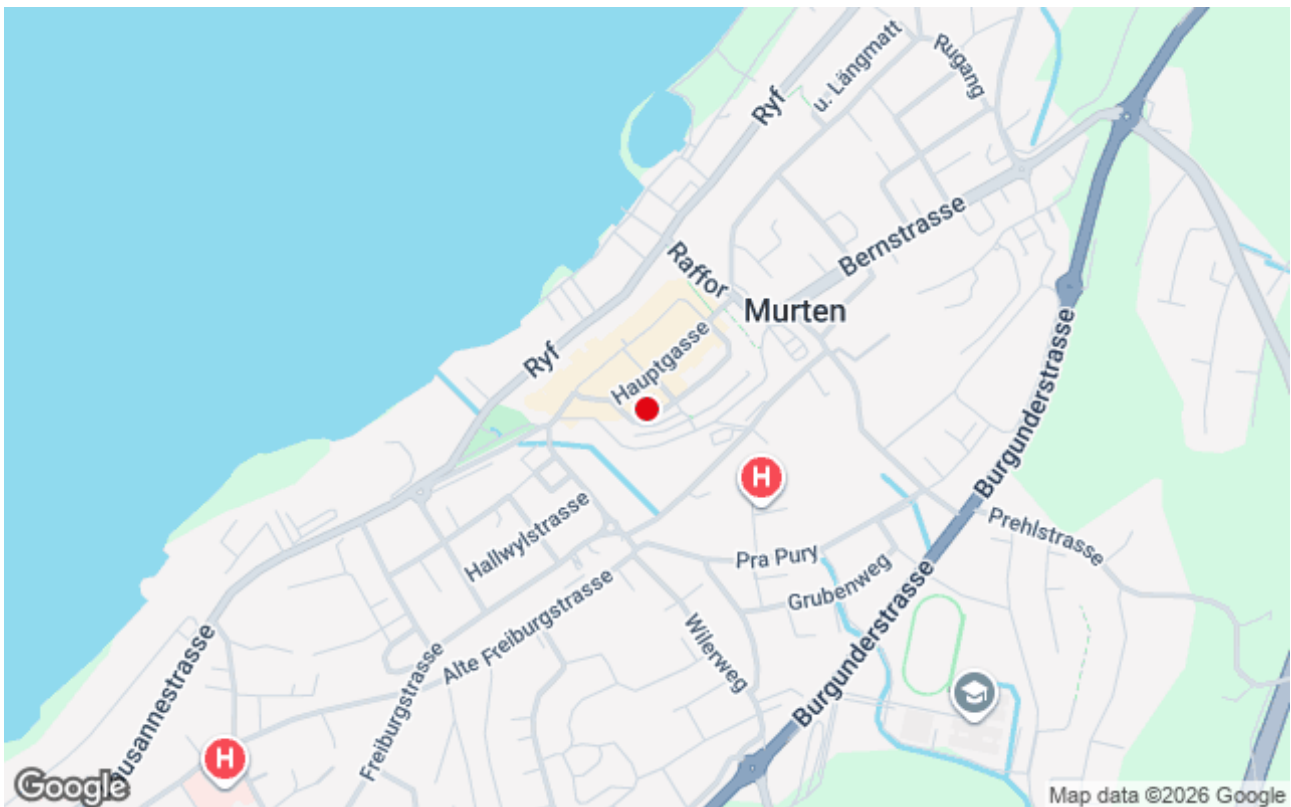 Rugang
u. Längmatt
Ryf
Bernstrasse
Raffor
Murten
Ryf
Hauptgasse
Burgunderstrasse
H
Hallwylstrasse
Prehlstrasse
Pra Pury
Grubenweg
Alte Freiburgstrasse
Wilerweg
Burgunderstrasse
Freiburgstrasse
usannestrasse
H
Google
Map data ©2026 Google